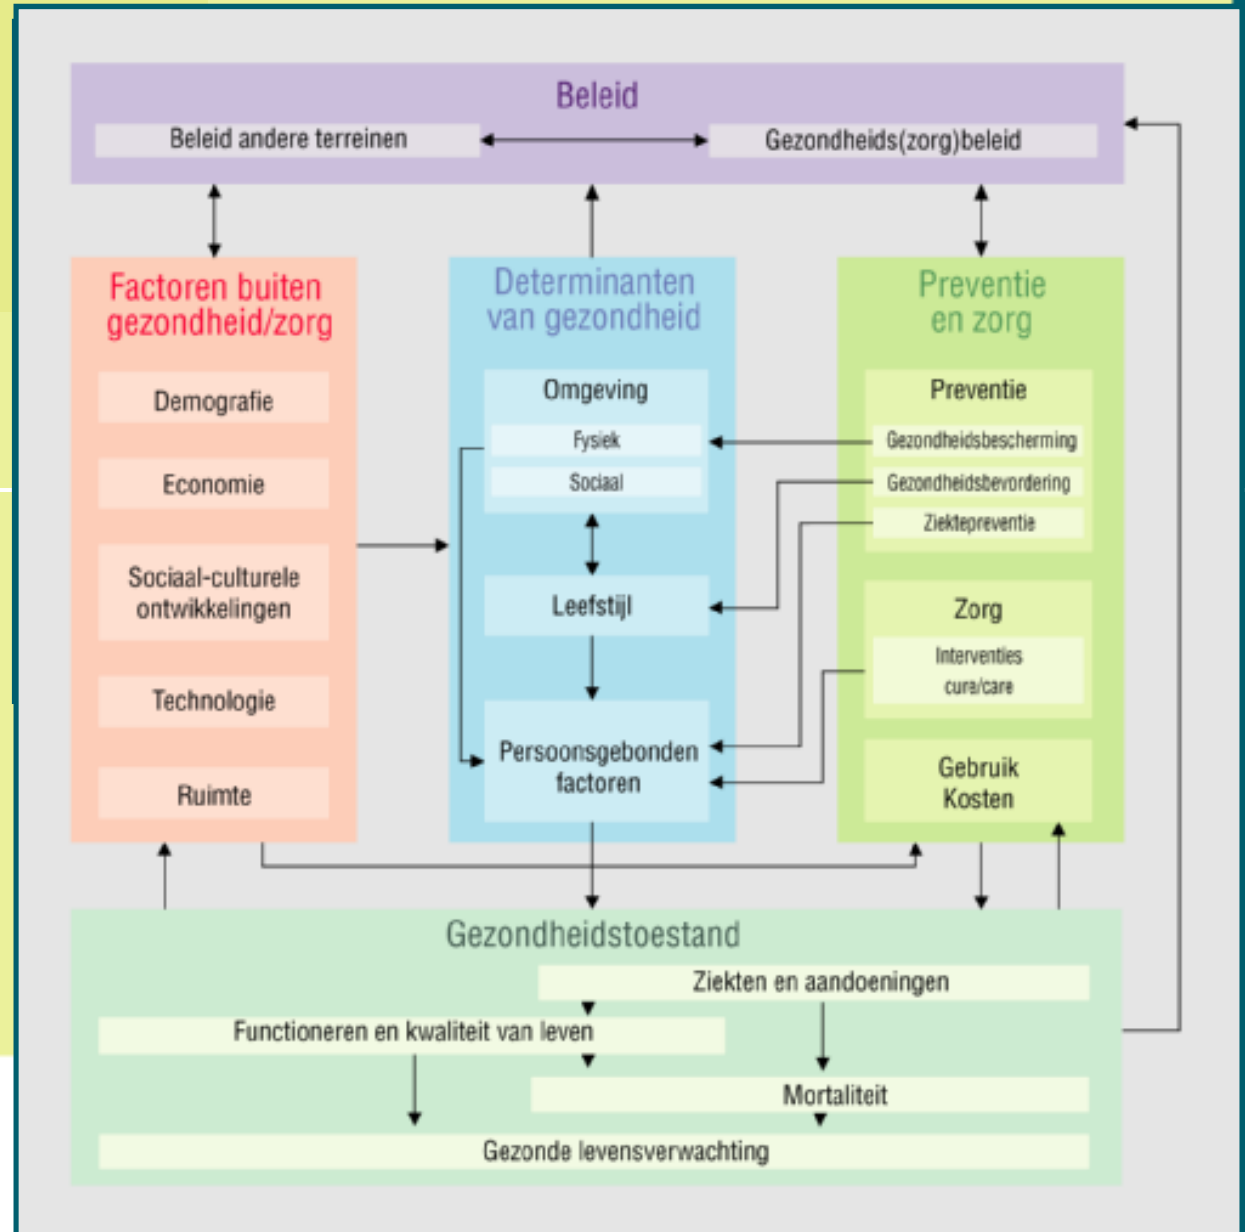 Beleid
Beleid andere terreinen
Gezondheids(zorg)beleid
Factoren buiten
gezondheid/zorg
Demografie
Economie
Sociaal-culturele
ontwikkelingen
Technologie
Ruimte
Determinanten
van gezondheid
Omgeving
Fysiek
Sociaal
Leefstijl
Persoonsgebonden
factoren
Preventie
en zorg
Preventie
Gezondheidsbescherming
Gezondheidsbevordering
Ziektepreventie
Zorg
Interventies
cura/care
Gebruik
Kosten
Gezondheidstoestand
Ziekten en aandoeningen
Functioneren en kwaliteit van leven
Mortaliteit
Gezonde levensverwachting